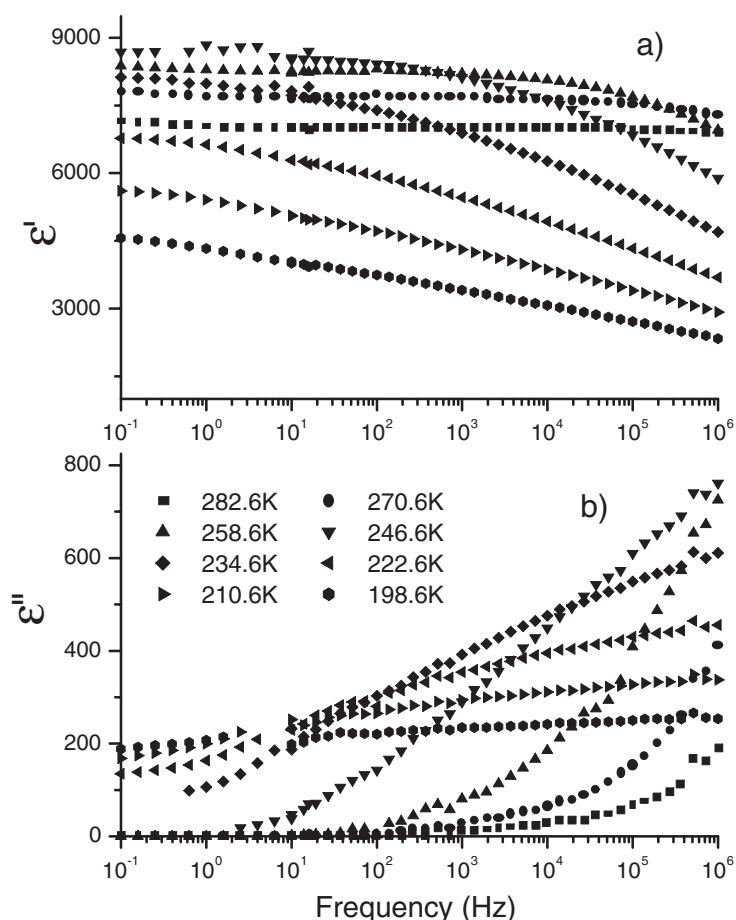 a)
9000
6000
3000
ε'
10⁻¹ 10⁰ 10¹ 10² 10³ 10⁴ 10⁵ 10⁶
b)
800
600
400
200
0
ε''
282.6K 270.6K
258.6K 246.6K
234.6K 222.6K
210.6K 198.6K
10⁻¹ 10⁰ 10¹ 10² 10³ 10⁴ 10⁵ 10⁶
Frequency (Hz)